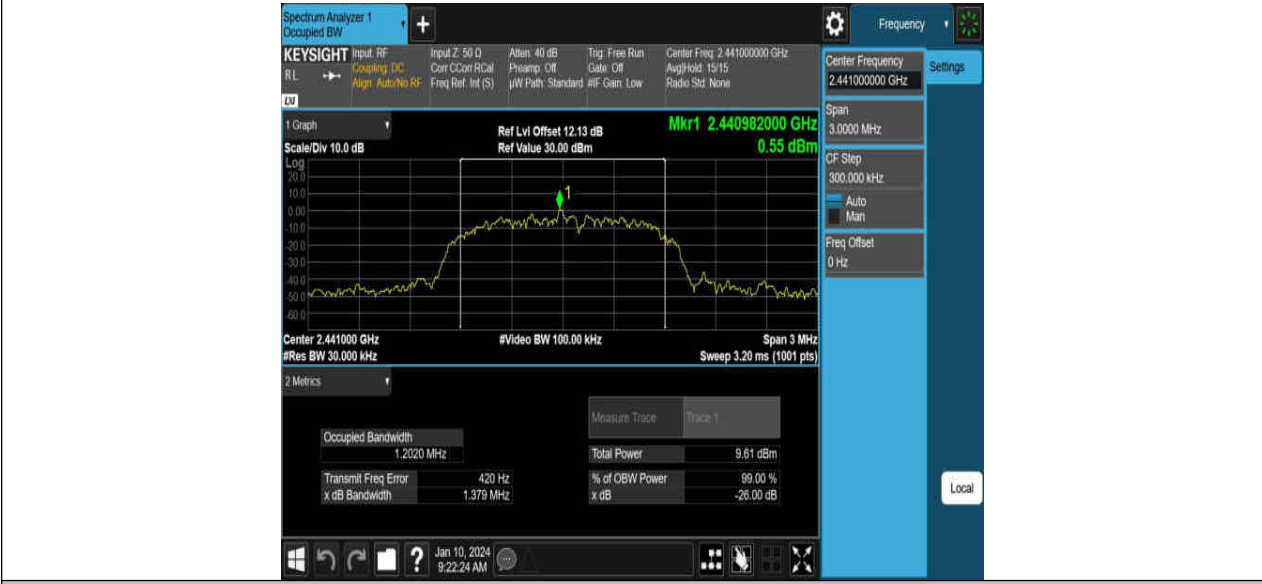 Spectrum Analyzer 1
Occupied BW
+
Frequency
KEYSIGHT
RL
LXI
Input: RF
Coupling: DC
Align: Auto/No RF
Input Z: 50 Ω
Corr CCorr RCal
Freq Ref: Int (S)
Atten: 40 dB
Preamp: Off
µW Path: Standard
Trig: Free Run
Gate: Off
#IF Gain: Low
Center Freq: 2.441000000 GHz
Avg|Hold: 15/15
Radio Std: None
Center Frequency
2.441000000 GHz
Settings
Span
3.0000 MHz
CF Step
300.000 kHz
Auto
Man
Freq Offset
0 Hz
Local
1 Graph
Scale/Div 10.0 dB
Ref Lvl Offset 12.13 dB
Ref Value 30.00 dBm
Mkr1 2.440982000 GHz
0.55 dBm
Log
20.0
10.0
0.00
-10.0
-20.0
-30.0
-40.0
-50.0
-60.0
1
Center 2.441000 GHz
#Res BW 30.000 kHz
#Video BW 100.00 kHz
Span 3 MHz
Sweep 3.20 ms (1001 pts)
2 Metrics
Measure Trace Trace 1
Occupied Bandwidth
1.2020 MHz
Total Power 9.61 dBm
Transmit Freq Error 420 Hz
% of OBW Power 99.00 %
x dB Bandwidth 1.379 MHz
x dB -26.00 dB
?
Jan 10, 2024
9:22:24 AM